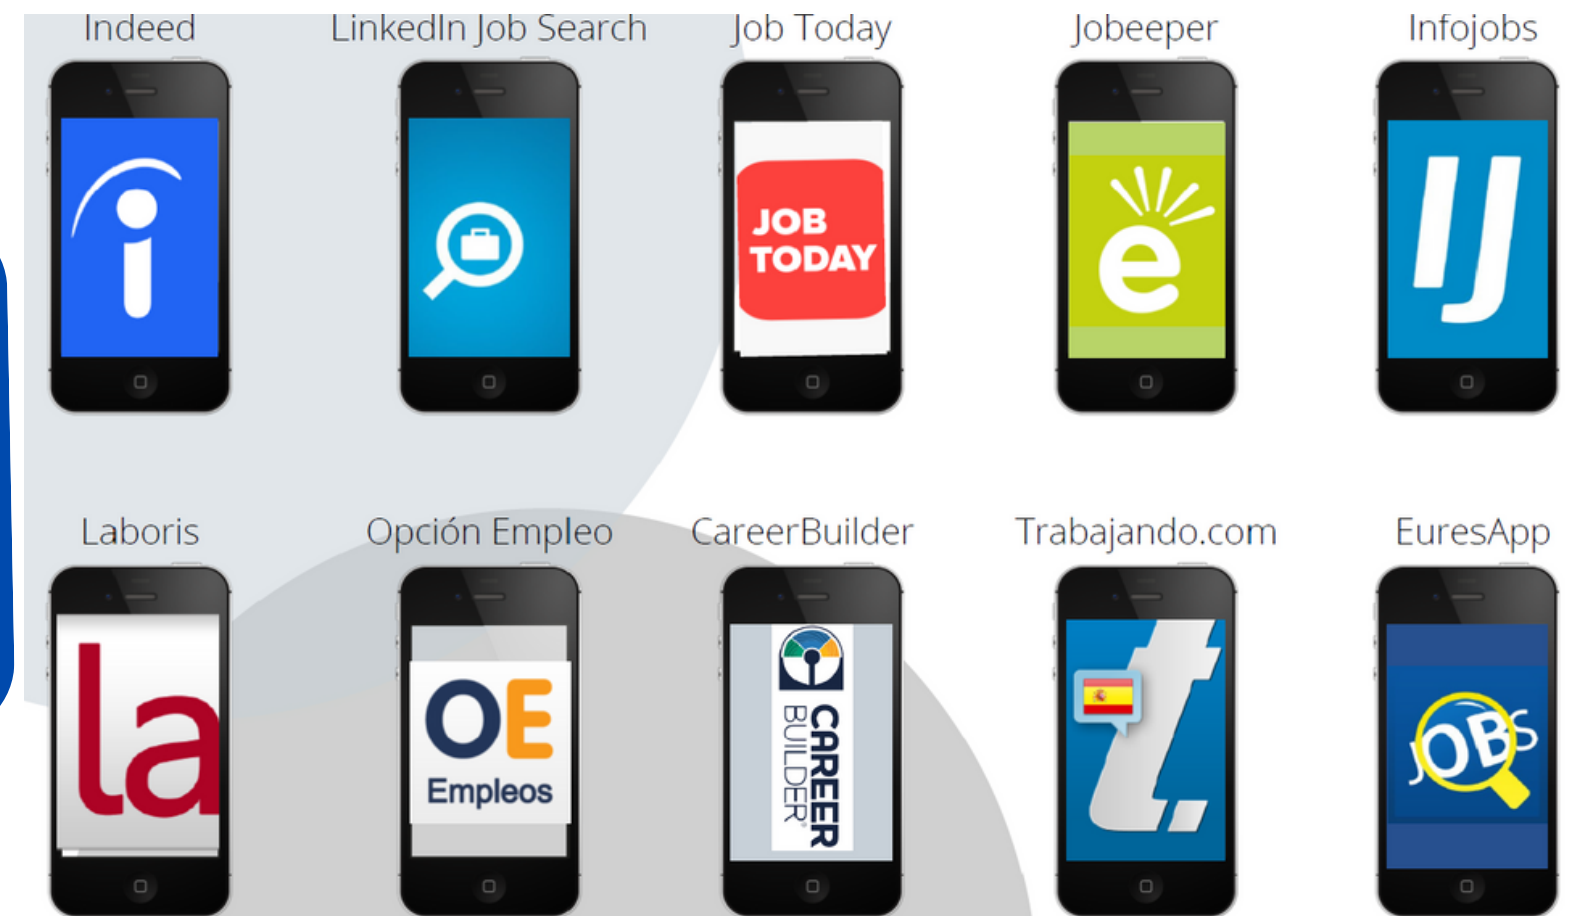 Indeed
LinkedIn Job Search
Job Today
Jobeeper
Infojobs
i
JOB
TODAY
e
IJ
Laboris
Opción Empleo
CareerBuilder
Trabajando.com
EuresApp
la
OE
Empleos
CAREER
BUILDER®
t.
JOBS